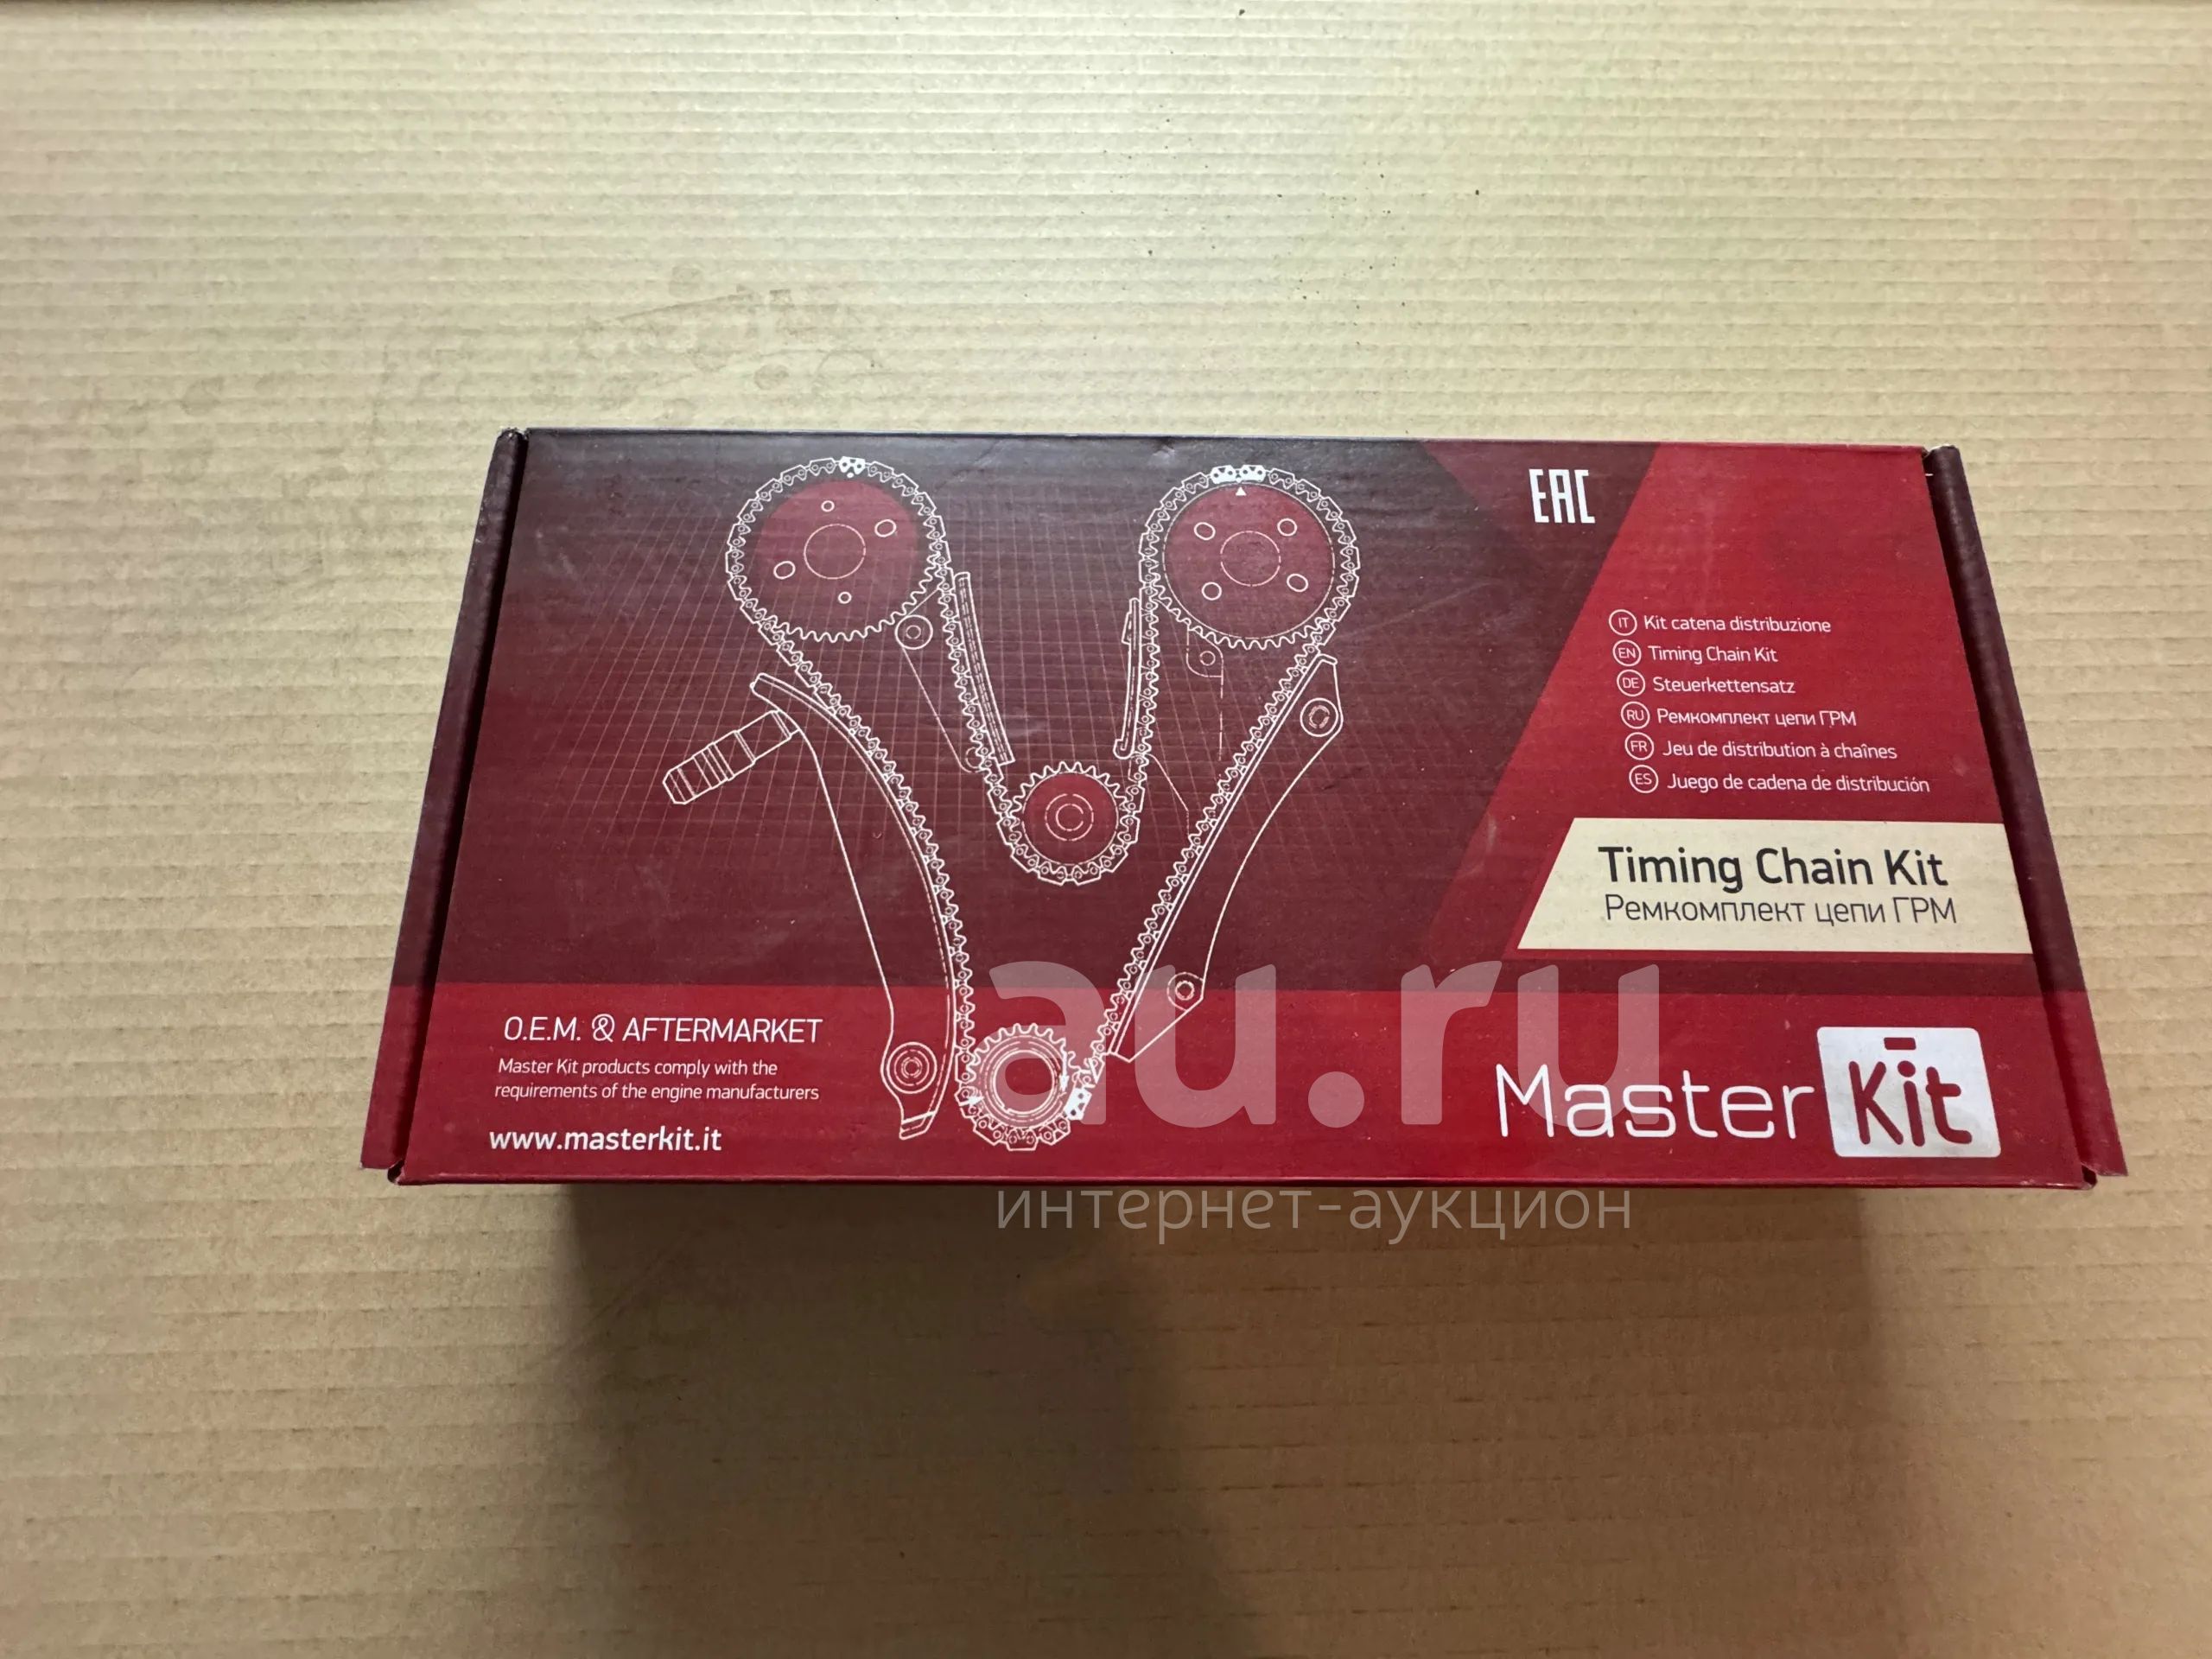 EAC
IT Kit catena distribuzione
EN Timing Chain Kit
DE Steuerkettensatz
RU Ремкомплект цепи ГРМ
FR Jeu de distribution à chaînes
ES Juego de cadena de distribución
Timing Chain Kit
Ремкомплект цепи ГРМ
O.E.M. & AFTERMARKET
Master Kit products comply with the
requirements of the engine manufacturers
www.masterkit.it
Master Kit
au.ru
интернет-аукцион